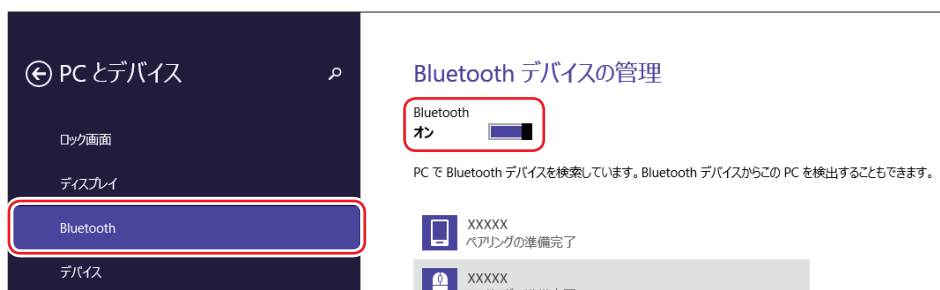 PC とデバイス
ロック画面
ディスプレイ
Bluetooth
デバイス
Bluetooth デバイスの管理
Bluetooth
オン
PC で Bluetooth デバイスを検索しています。Bluetooth デバイスからこの PC を検出することもできます。
XXXXX
ペアリングの準備完了
XXXXX